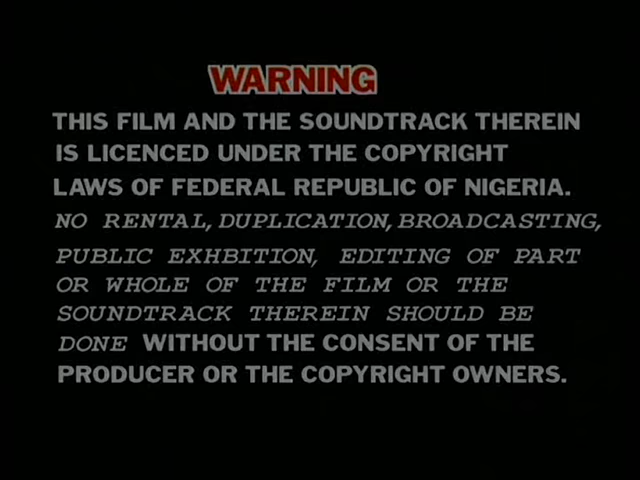 WARNING
THIS FILM AND THE SOUNDTRACK THEREIN
IS LICENCED UNDER THE COPYRIGHT
LAWS OF FEDERAL REPUBLIC OF NIGERIA.
NO RENTAL, DUPLICATION, BROADCASTING,
PUBLIC EXHBITION, EDITING OF PART
OR WHOLE OF THE FILM OR THE
SOUNDTRACK THEREIN SHOULD BE
DONE WITHOUT THE CONSENT OF THE
PRODUCER OR THE COPYRIGHT OWNERS.